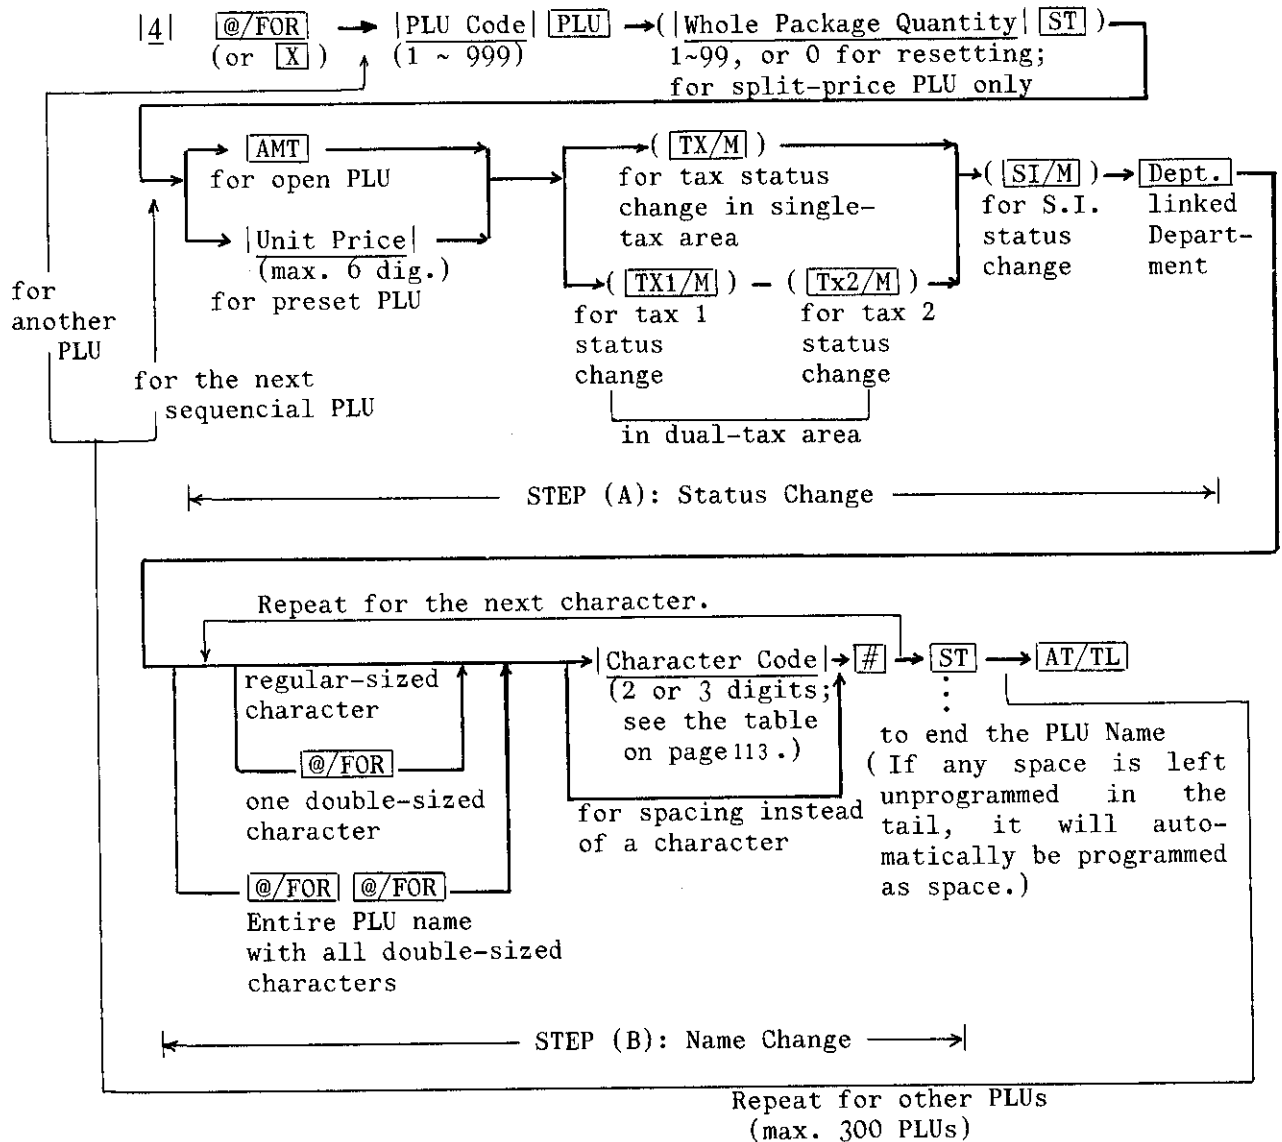 |4| @/FOR → |PLU Code| PLU → (|Whole Package Quantity| ST)
(or X) (1 ~ 999) 1~99, or 0 for resetting;
for split-price PLU only
AMT
for open PLU
|Unit Price|
(max. 6 dig.)
for preset PLU
(TX/M)
for tax status
change in single-
tax area
(TX1/M) – (Tx2/M)
for tax 1
status
change
for tax 2
status
change
in dual-tax area
(SI/M) → Dept.
for S.I.
status
change
linked
Depart-
ment
for
another
PLU
for the next
sequencial PLU
STEP (A): Status Change
Repeat for the next character.
regular-sized
character
@/FOR
one double-sized
character
@/FOR @/FOR
Entire PLU name
with all double-sized
characters
|Character Code| → # → ST → AT/TL
(2 or 3 digits;
see the table
on page 113.)
for spacing instead
of a character
to end the PLU Name
(If any space is left
unprogrammed in the
tail, it will auto-
matically be programmed
as space.)
STEP (B): Name Change
Repeat for other PLUs
(max. 300 PLUs)